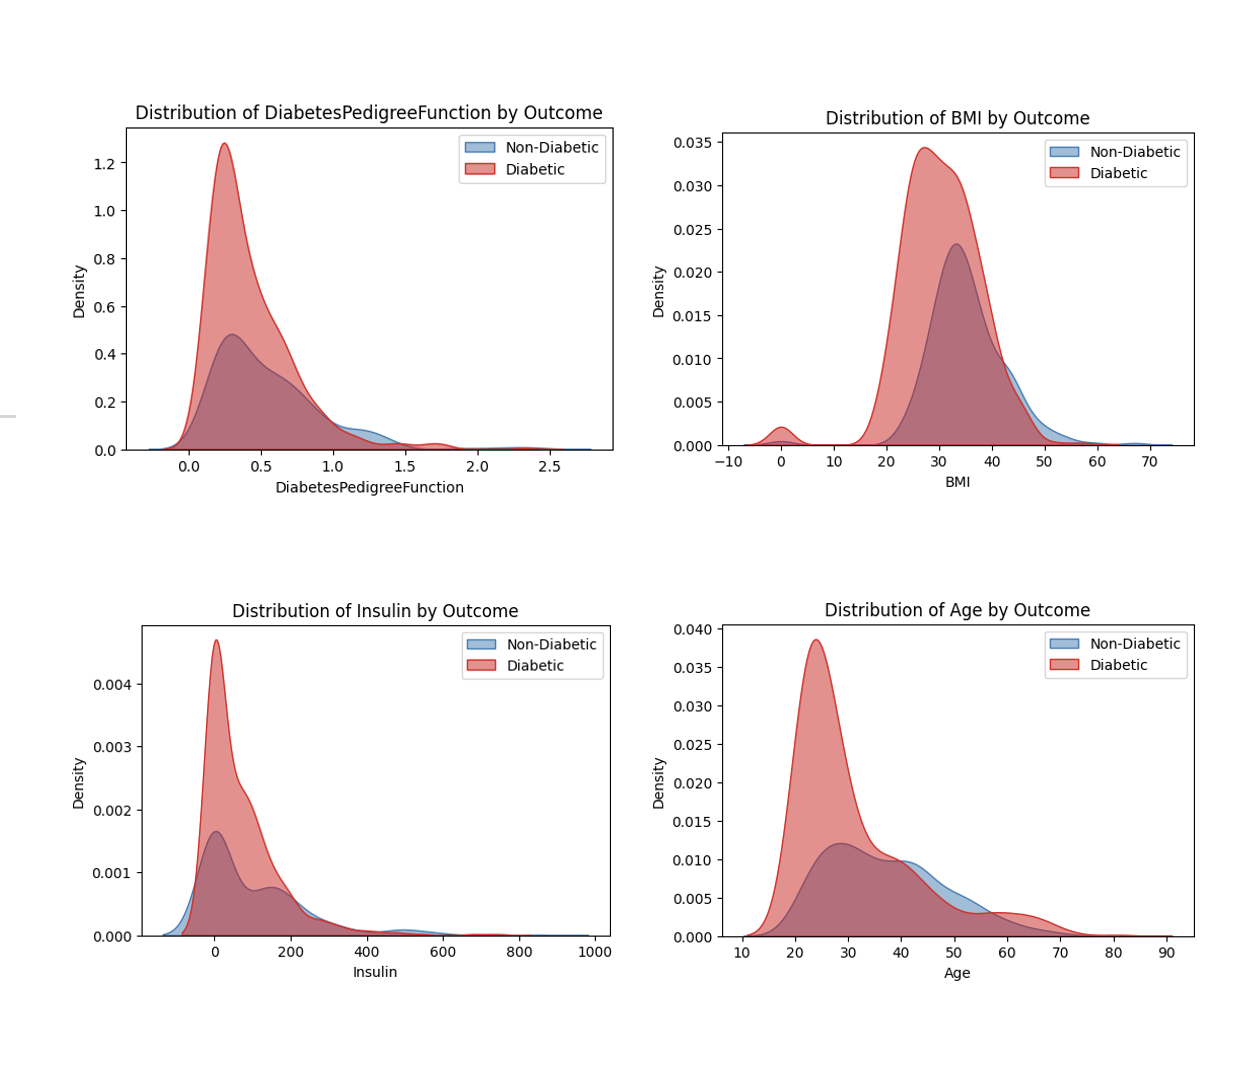 Distribution of DiabetesPedigreeFunction by Outcome
Non-Diabetic
Diabetic
Density
1.2
1.0
0.8
0.6
0.4
0.2
0.0
0.0 0.5 1.0 1.5 2.0 2.5
DiabetesPedigreeFunction
Distribution of BMI by Outcome
Non-Diabetic
Diabetic
Density
0.035
0.030
0.025
0.020
0.015
0.010
0.005
0.000
−10 0 10 20 30 40 50 60 70
BMI
Distribution of Insulin by Outcome
Non-Diabetic
Diabetic
Density
0.004
0.003
0.002
0.001
0.000
0 200 400 600 800 1000
Insulin
Distribution of Age by Outcome
Non-Diabetic
Diabetic
Density
0.040
0.035
0.030
0.025
0.020
0.015
0.010
0.005
0.000
10 20 30 40 50 60 70 80 90
Age